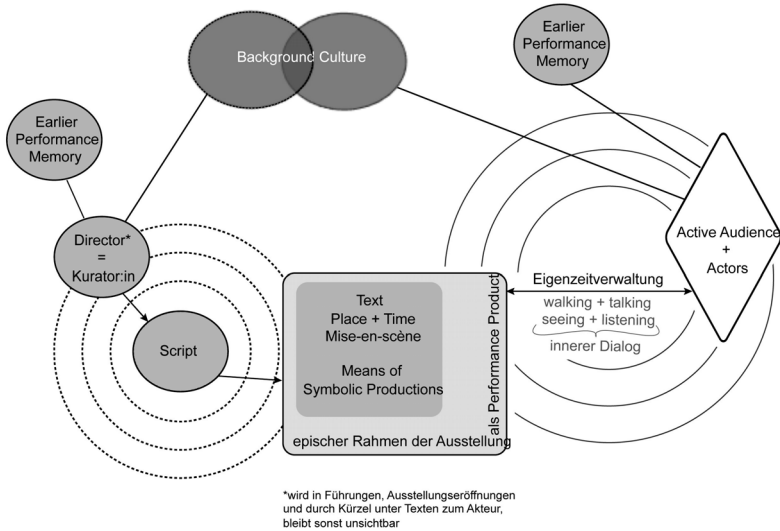 Background Culture
Earlier
Performance
Memory
Earlier
Performance
Memory
Director*
=
Kurator:in
Script
Text
Place + Time
Mise-en-scène
Means of
Symbolic Productions
epischer Rahmen der Ausstellung
als Performance Product
Eigenzeitverwaltung
walking + talking
seeing + listening
innerer Dialog
Active Audience
+
Actors
*wird in Führungen, Ausstellungseröffnungen
und durch Kürzel unter Texten zum Akteur,
bleibt sonst unsichtbar